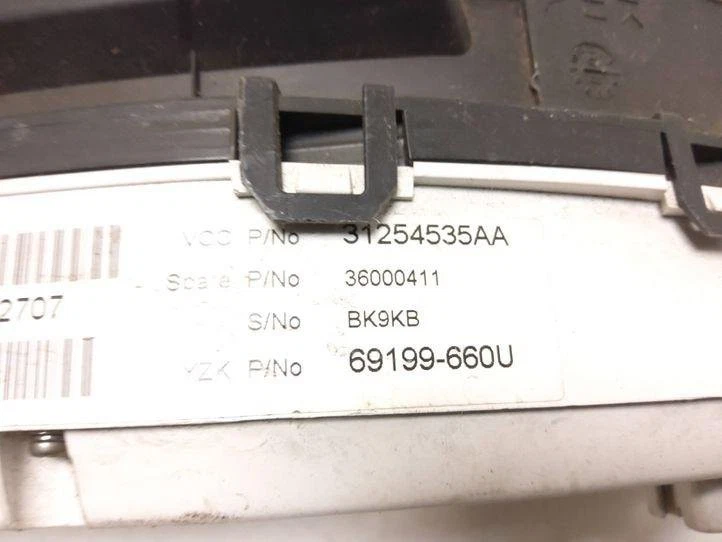 VCC P/No 31254535AA
Spare P/No 36000411
2707
S/No BK9KB
YZK P/No 69199-660U